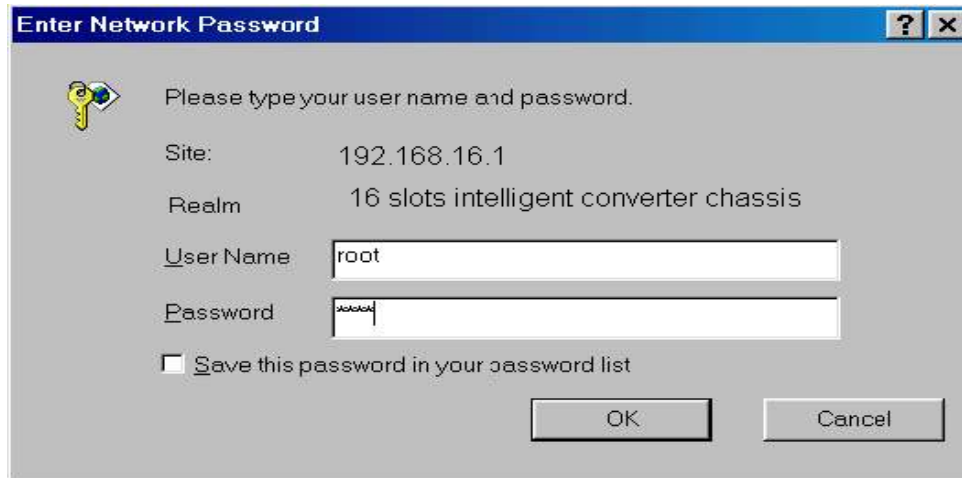 Enter Network Password
Please type your user name and password.
Site: 192.168.16.1
Realm 16 slots intelligent converter chassis
User Name root
Password ****
Save this password in your password list
OK Cancel